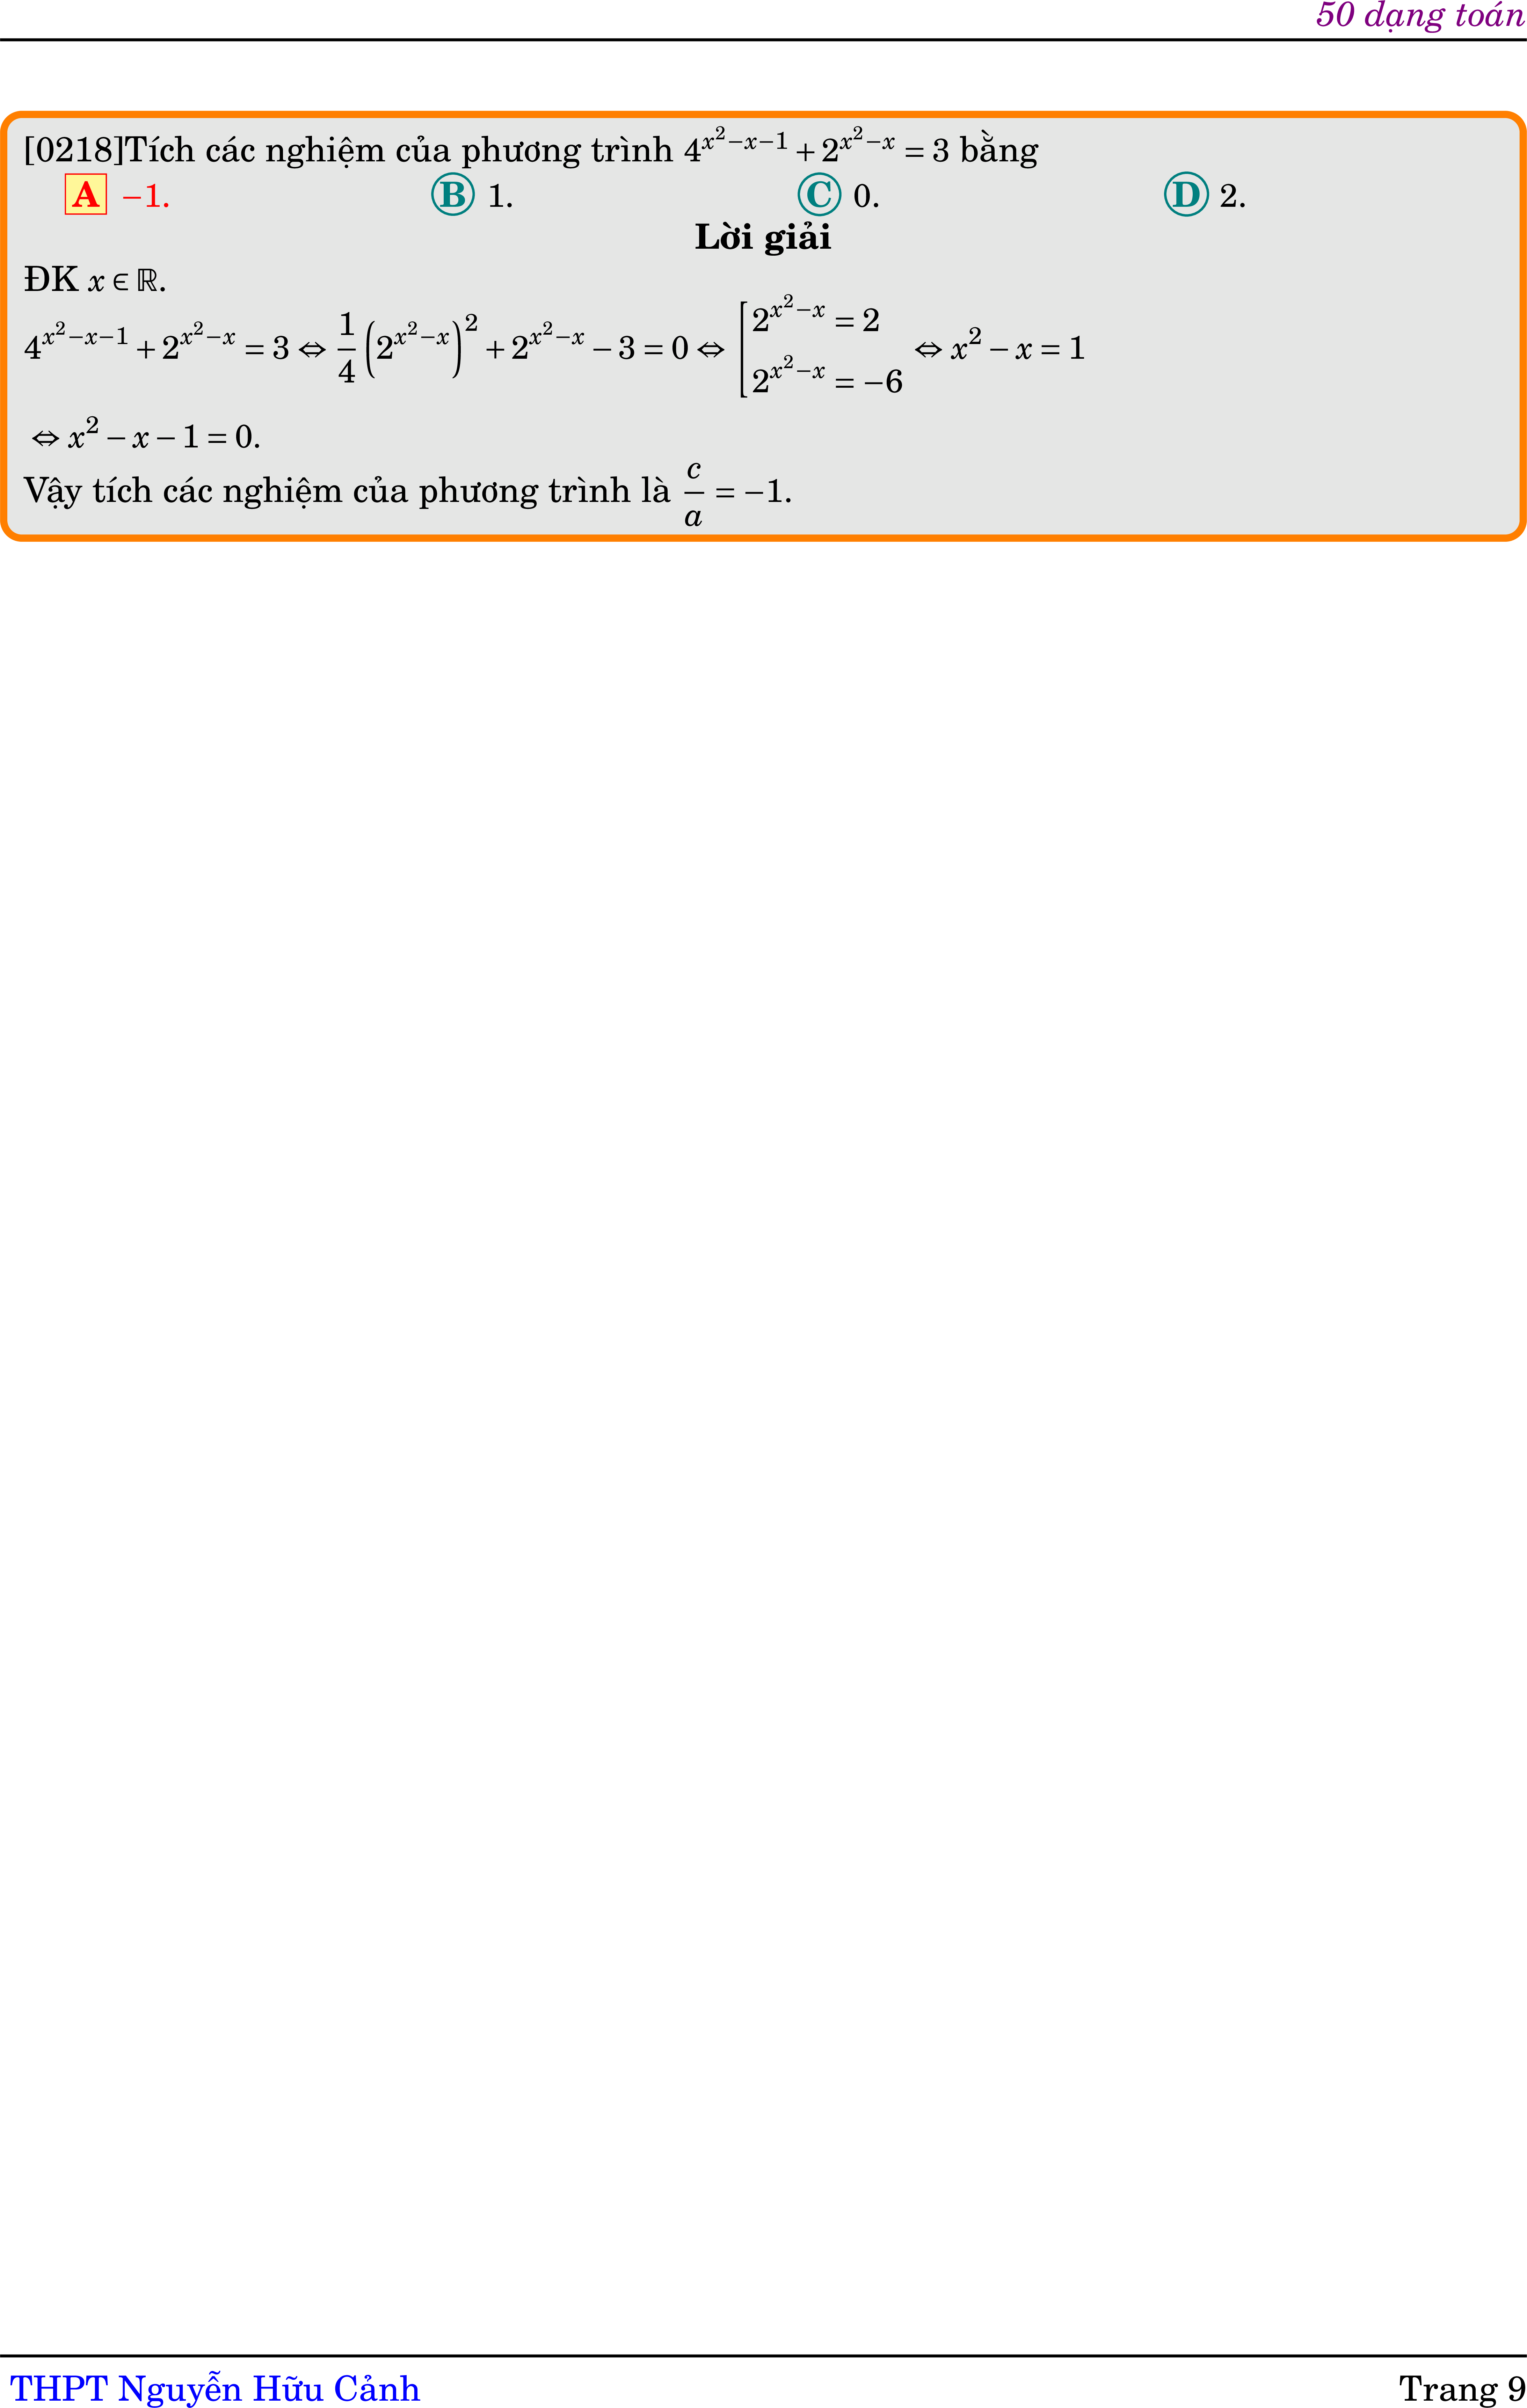 50 dạng toán
[0218]Tích các nghiệm của phương trình $4^{x^2-x-1}+2^{x^2-x}=3$ bằng
A −1. B 1. C 0. D 2.
Lời giải
ĐK $x \in \mathbb{R}$.
$4^{x^2-x-1}+2^{x^2-x}=3 \Leftrightarrow \dfrac{1}{4}\left(2^{x^2-x}\right)^2+2^{x^2-x}-3=0 \Leftrightarrow \left[\begin{array}{l}2^{x^2-x}=2\\2^{x^2-x}=-6\end{array}\right. \Leftrightarrow x^2-x=1$
$\Leftrightarrow x^2-x-1=0.$
Vậy tích các nghiệm của phương trình là $\dfrac{c}{a}=-1.$
THPT Nguyễn Hữu Cảnh Trang 9